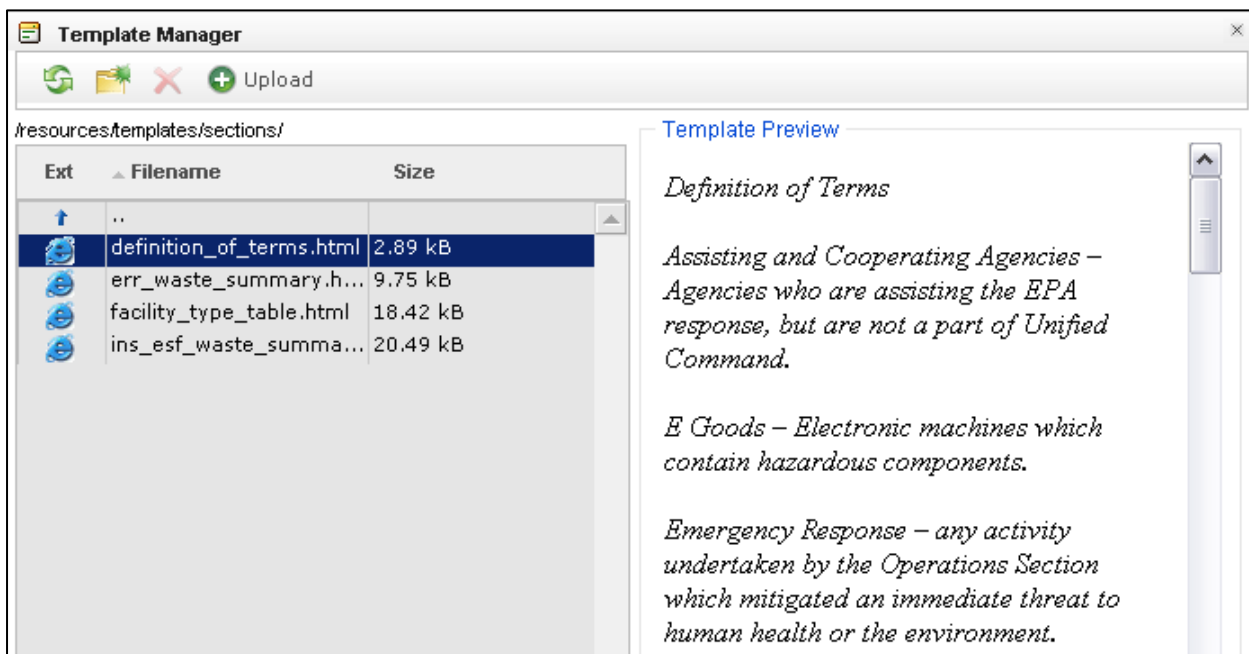 Template Manager
Upload
/resources/templates/sections/
Ext Filename Size
..
definition_of_terms.html 2.89 kB
err_waste_summary.h... 9.75 kB
facility_type_table.html 18.42 kB
ins_esf_waste_summa... 20.49 kB
Template Preview
Definition of Terms
Assisting and Cooperating Agencies –
Agencies who are assisting the EPA
response, but are not a part of Unified
Command.
E Goods – Electronic machines which
contain hazardous components.
Emergency Response – any activity
undertaken by the Operations Section
which mitigated an immediate threat to
human health or the environment.